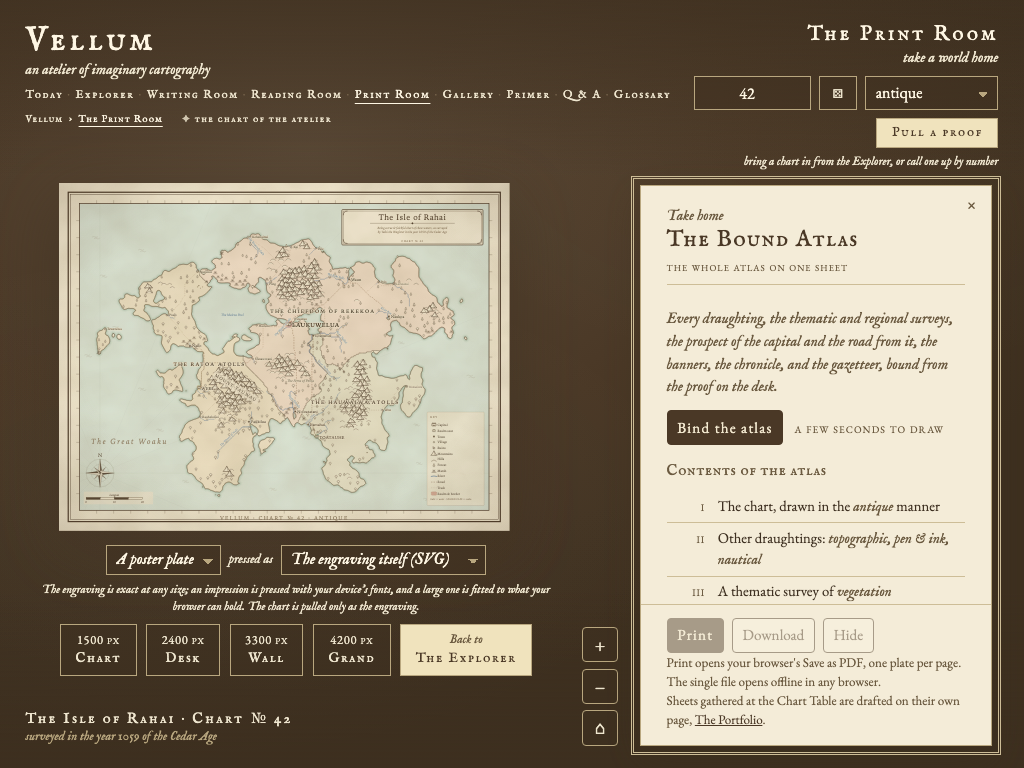 Vellum
an atelier of imaginary cartography
Today · Explorer · Writing Room · Reading Room · Print Room · Gallery · Primer · Q & A · Glossary
Vellum › The Print Room ✦ the chart of the atelier
The Print Room
take a world home
42
antique
Pull a proof
bring a chart in from the Explorer, or call one up by number
The Isle of Rahai
THE CHIEFDOM OF REKEKOA
THE RATOA ATOLLS
The Great Woaku
N
VELLUM · CHART № 42 · ANTIQUE
A poster plate
pressed as
The engraving itself (SVG)
The engraving is exact at any size; an impression is pressed with your device's fonts, and a large one is fitted to what your
browser can hold. The chart is pulled only as the engraving.
1500 px
Chart
2400 px
Desk
3300 px
Wall
4200 px
Grand
Back to
The Explorer
The Isle of Rahai · Chart № 42
surveyed in the year 1059 of the Cedar Age
+
−
⌂
×
Take home
The Bound Atlas
the whole atlas on one sheet
Every draughting, the thematic and regional surveys,
the prospect of the capital and the road from it, the
banners, the chronicle, and the gazetteer, bound from
the proof on the desk.
Bind the atlas
a few seconds to draw
Contents of the atlas
I The chart, drawn in the antique manner
II Other draughtings: topographic, pen & ink,
nautical
III A thematic survey of vegetation
Print
Download
Hide
Print opens your browser's Save as PDF, one plate per page.
The single file opens offline in any browser.
Sheets gathered at the Chart Table are drafted on their own
page, The Portfolio.